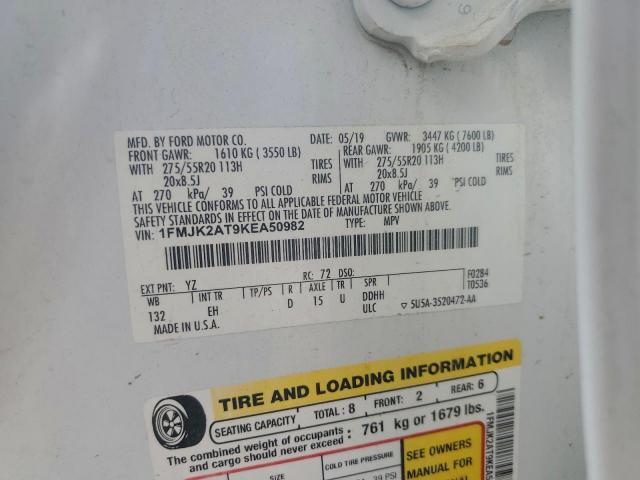 MFD. BY FORD MOTOR CO. DATE: 05/19 GVWR: 3447 KG ( 7600 LB)
FRONT GAWR: 1610 KG ( 3550 LB) REAR GAWR: 1905 KG ( 4200 LB)
WITH 275/55R20 113H TIRES WITH 275/55R20 113H TIRES
20x8.5J RIMS 20x8.5J RIMS
AT 270 kPa/ 39 PSI COLD AT 270 kPa/ 39 PSI COLD
THIS VEHICLE CONFORMS TO ALL APPLICABLE FEDERAL MOTOR VEHICLE
SAFETY STANDARDS IN EFFECT ON THE DATE OF MANUFACTURE SHOWN ABOVE.
VIN: 1FMJK2AT9KEA50982 TYPE: MPV
EXT PNT: YZ RC: 72 DSO: F0284
WB INT TR TP/PS R AXLE TR SPR T0536
132 EH D 15 U DDHH
ULC ▽ 5U5A-3520472-AA
MADE IN U.S.A.
TIRE AND LOADING INFORMATION
SEATING CAPACITY TOTAL: 8 FRONT: 2 REAR: 6
The combined weight of occupants
and cargo should never exceed: 761 kg or 1679 lbs.
SIZE COLD TIRE PRESSURE SEE OWNERS
MANUAL FOR
39 PSI